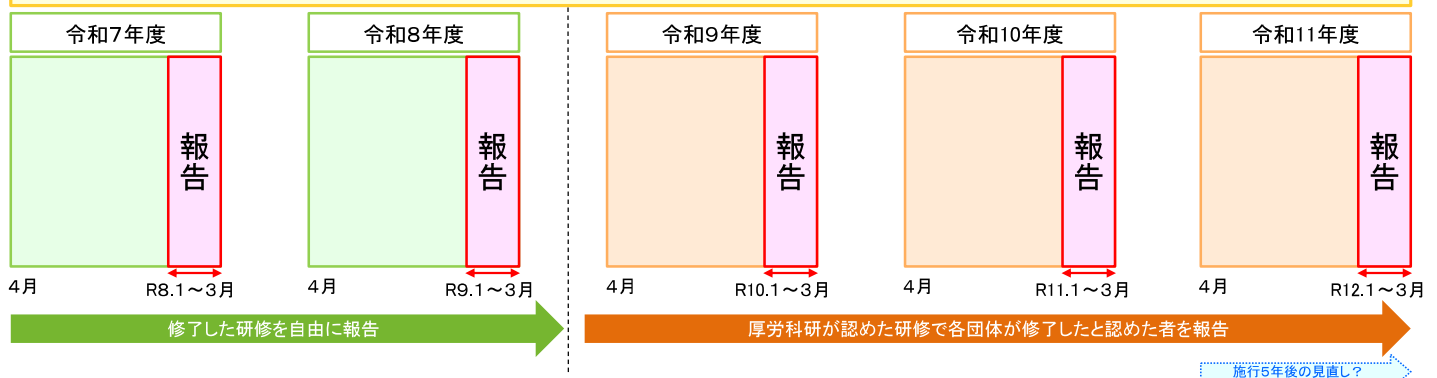 令和7年度
令和8年度
令和9年度
令和10年度
令和11年度
報告
報告
報告
報告
報告
4月
R8.1～3月
4月
R9.1～3月
4月
R10.1～3月
4月
R11.1～3月
4月
R12.1～3月
修了した研修を自由に報告
厚労科研が認めた研修で各団体が修了したと認めた者を報告
施行5年後の見直し？